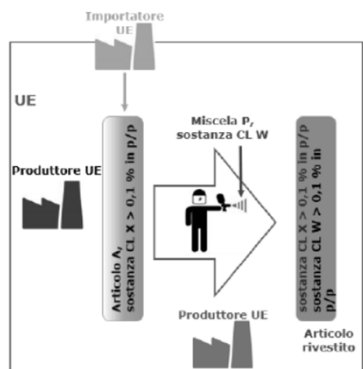 Importatore
UE
UE
Miscela P,
sostanza CL W
Produttore UE
Articolo A,
sostanza CL X > 0,1 % in p/p
sostanza CL X > 0,1 % in p/p
sostanza CL W > 0,1 % in
p/p
Produttore UE
Articolo
rivestito